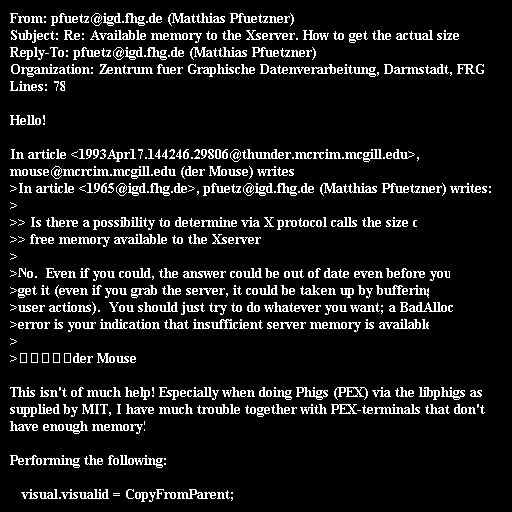 From: pfuetz@igd.fhg.de (Matthias Pfuetzner)
Subject: Re: Available memory to the Xserver. How to get the actual size
Reply-To: pfuetz@igd.fhg.de (Matthias Pfuetzner)
Organization: Zentrum fuer Graphische Datenverarbeitung, Darmstadt, FRG
Lines: 78

Hello!

In article <1993Apr17.144246.29806@thunder.mcrcim.mcgill.edu>,
mouse@mcrcim.mcgill.edu (der Mouse) writes
>In article <1965@igd.fhg.de>, pfuetz@igd.fhg.de (Matthias Pfuetzner) writes:
>
>> Is there a possibility to determine via X protocol calls the size
>> free memory available to the Xserver
>
>No.  Even if you could, the answer could be out of date even before you
>get it (even if you grab the server, it could be taken up by buffering
>user actions).  You should just try to do whatever you want; a BadAlloc
>error is your indication that insufficient server memory is available
>
>□□□□□der Mouse

This isn't of much help! Especially when doing Phigs (PEX) via the libphigs as
supplied by MIT, I have much trouble together with PEX-terminals that don't
have enough memory!

Performing the following:

visual.visualid = CopyFromParent;